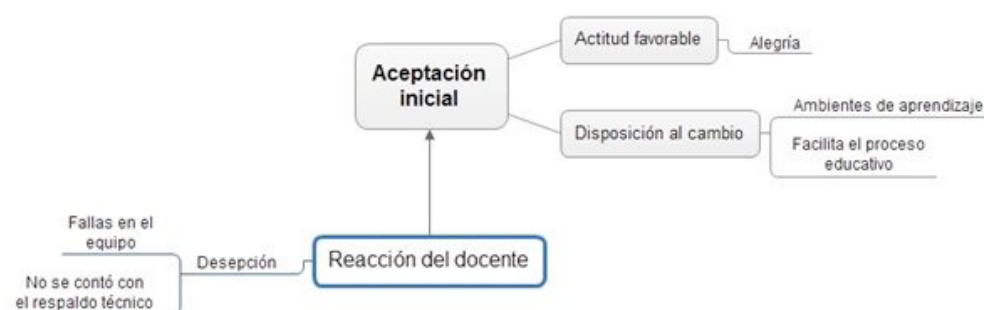 Aceptación
inicial
Actitud favorable
Alegría
Disposición al cambio
Ambientes de aprendizaje
Facilita el proceso
educativo
Reacción del docente
Desepción
Fallas en el
equipo
No se contó con
el respaldo técnico